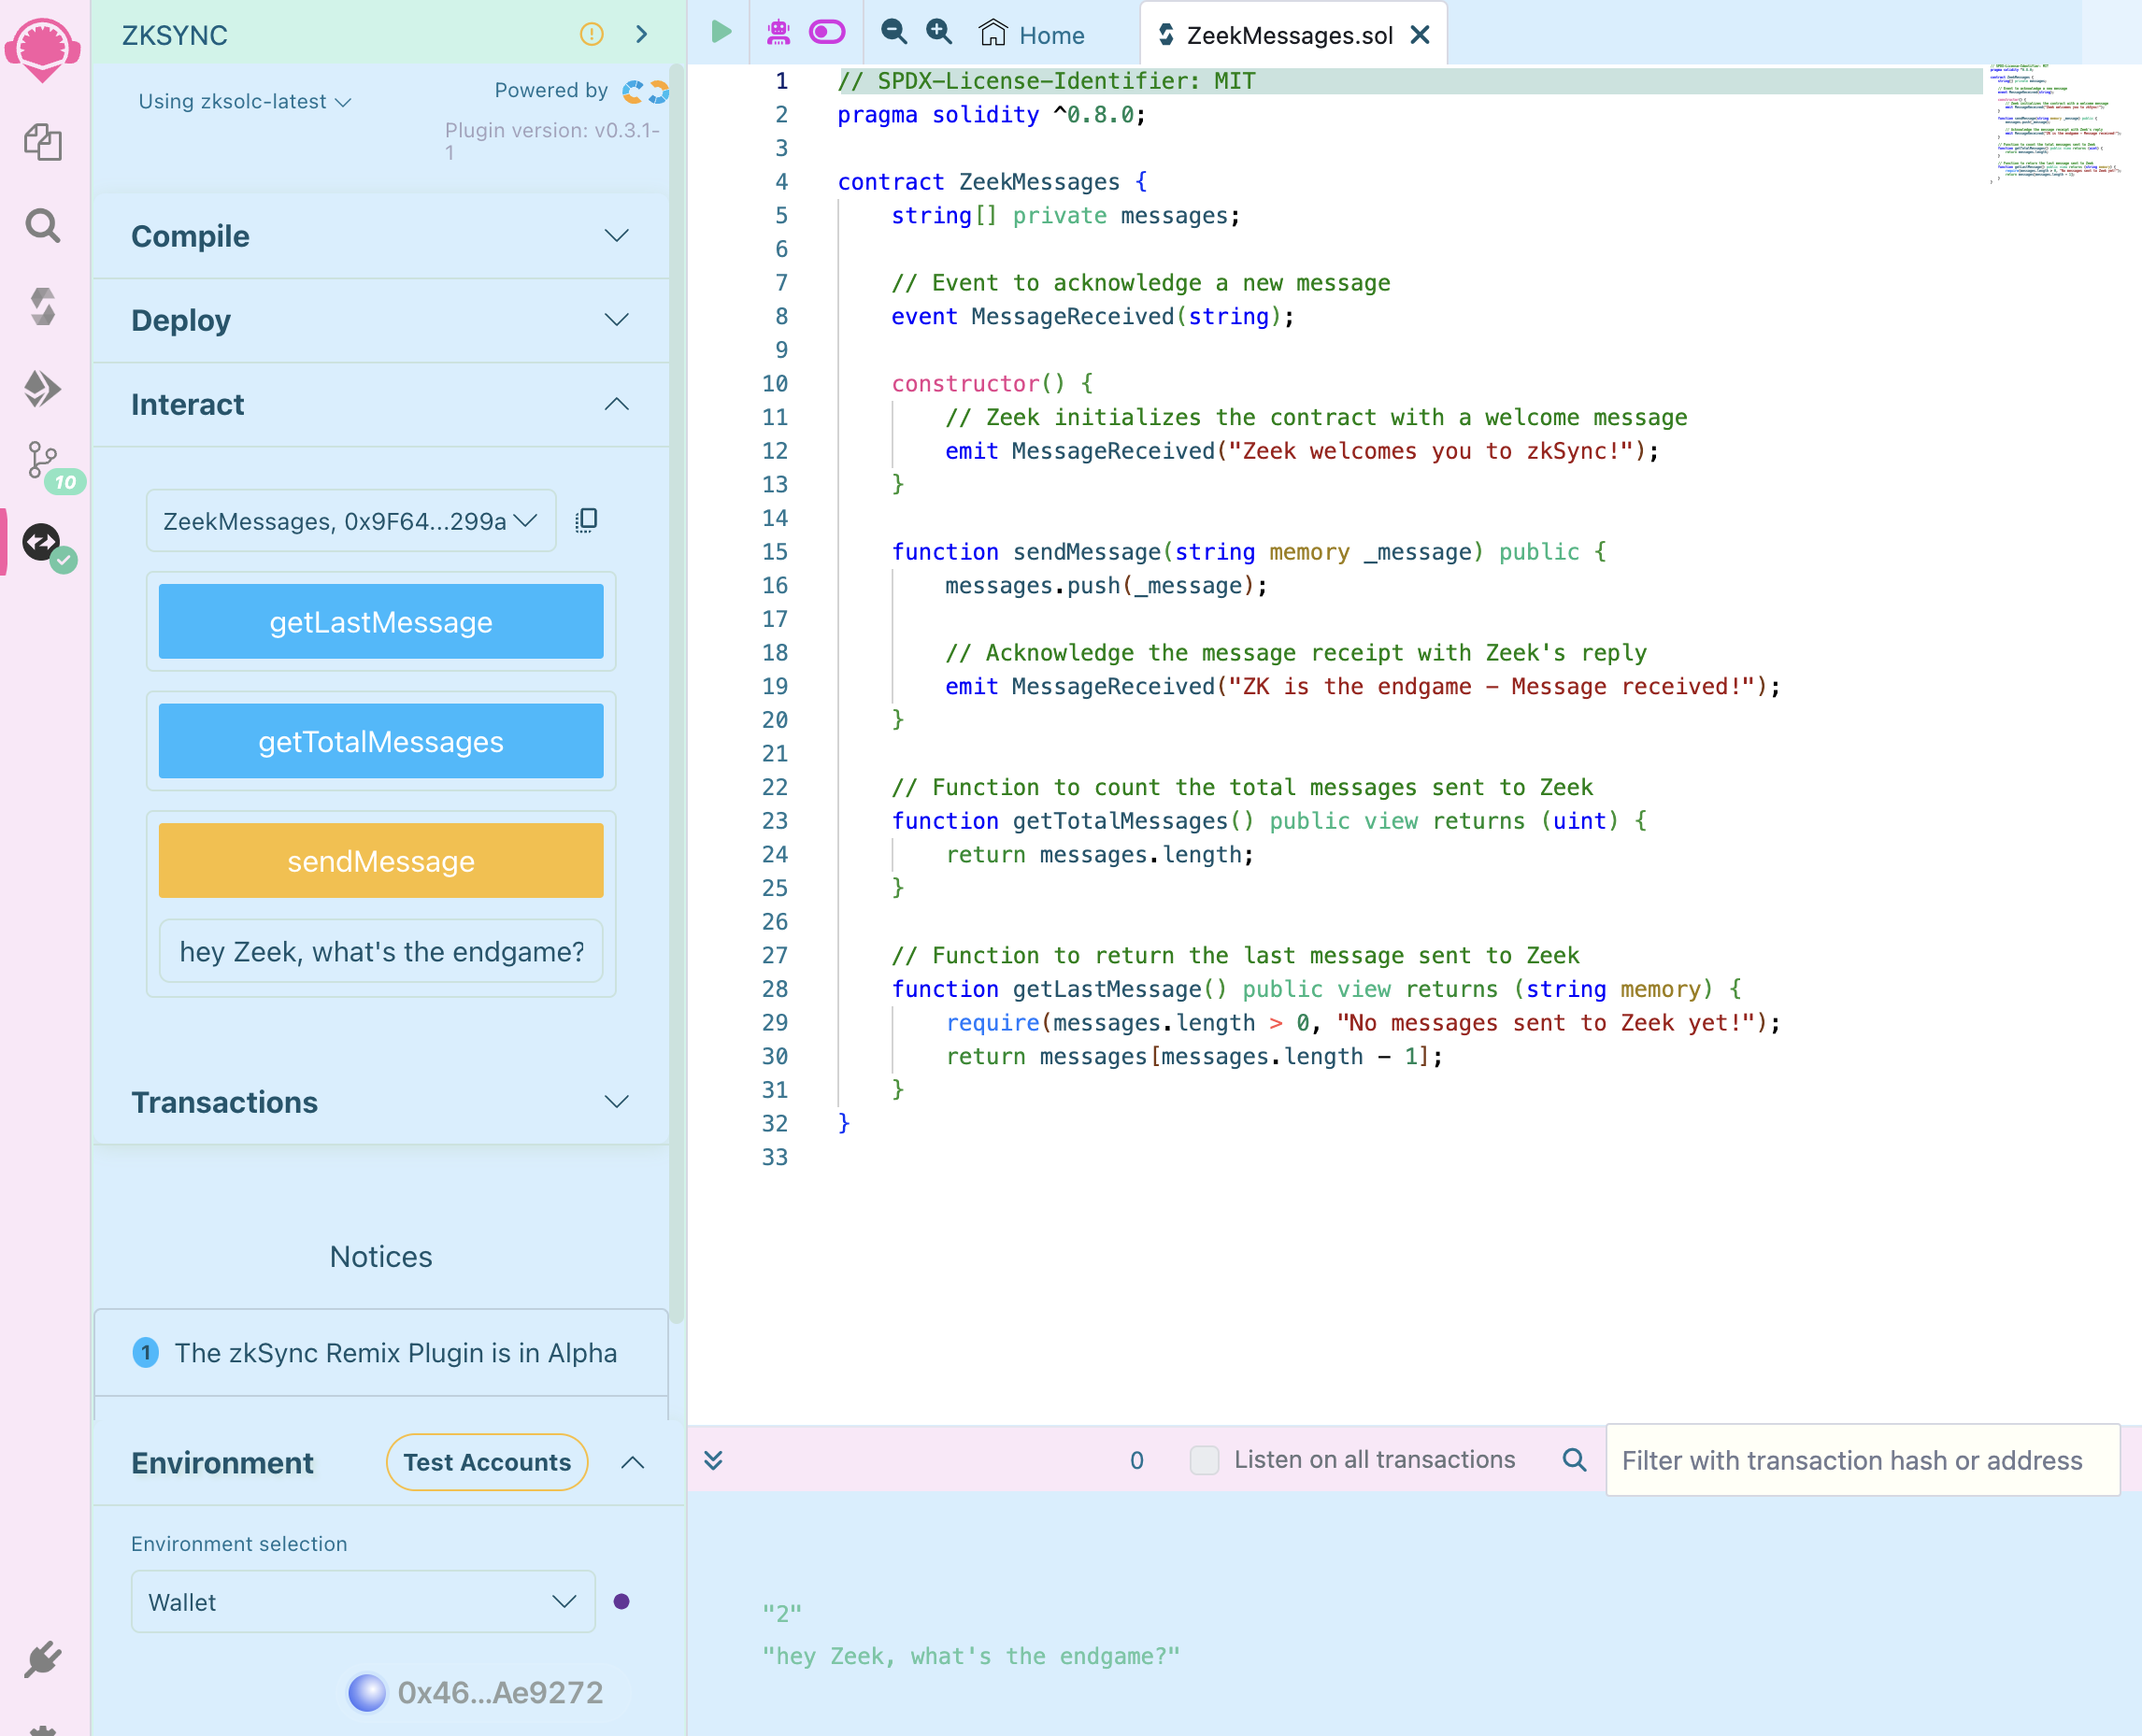 ZKSYNC
Using zksolc-latest
Powered by
Plugin version: v0.3.1-
1
Compile
Deploy
Interact
ZeekMessages, 0x9F64...299a
getLastMessage
getTotalMessages
sendMessage
hey Zeek, what's the endgame?
Transactions
Notices
1 The zkSync Remix Plugin is in Alpha
Environment
Test Accounts
Environment selection
Wallet
0x46...Ae9272
10
Home
ZeekMessages.sol
1 // SPDX-License-Identifier: MIT
2 pragma solidity ^0.8.0;
3
4 contract ZeekMessages {
5     string[] private messages;
6
7     // Event to acknowledge a new message
8     event MessageReceived(string);
9
10     constructor() {
11         // Zeek initializes the contract with a welcome message
12         emit MessageReceived("Zeek welcomes you to zkSync!");
13     }
14
15     function sendMessage(string memory _message) public {
16         messages.push(_message);
17
18         // Acknowledge the message receipt with Zeek's reply
19         emit MessageReceived("ZK is the endgame – Message received!");
20     }
21
22     // Function to count the total messages sent to Zeek
23     function getTotalMessages() public view returns (uint) {
24         return messages.length;
25     }
26
27     // Function to return the last message sent to Zeek
28     function getLastMessage() public view returns (string memory) {
29         require(messages.length > 0, "No messages sent to Zeek yet!");
30         return messages[messages.length - 1];
31     }
32 }
33
0
Listen on all transactions
Filter with transaction hash or address
"2"
"hey Zeek, what's the endgame?"